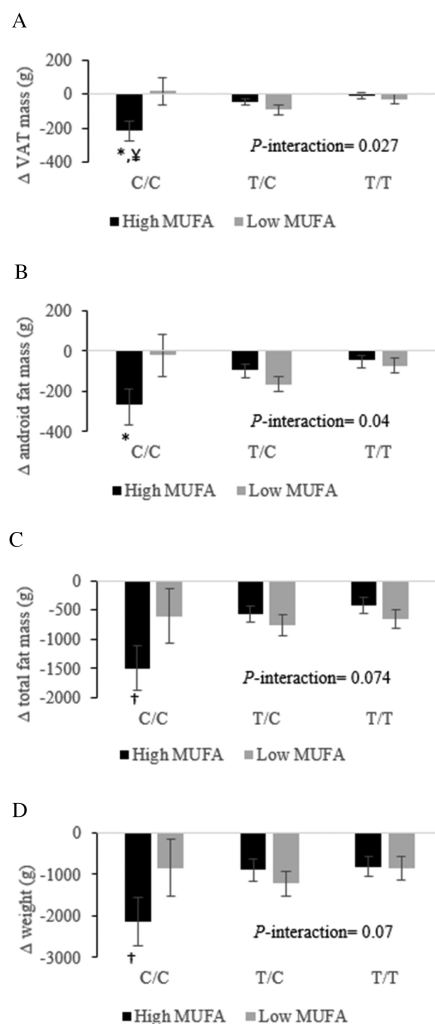 A
Δ VAT mass (g)
200
0
-200
-400
*,¥
P-interaction= 0.027
C/C T/C T/T
High MUFA Low MUFA
B
Δ android fat mass (g)
200
0
-200
-400
*
P-interaction= 0.04
C/C T/C T/T
High MUFA Low MUFA
C
Δ total fat mass (g)
0
-500
-1000
-1500
-2000
†
P-interaction= 0.074
C/C T/C T/T
High MUFA Low MUFA
D
Δ weight (g)
0
-1000
-2000
-3000
†
P-interaction= 0.07
C/C T/C T/T
High MUFA Low MUFA